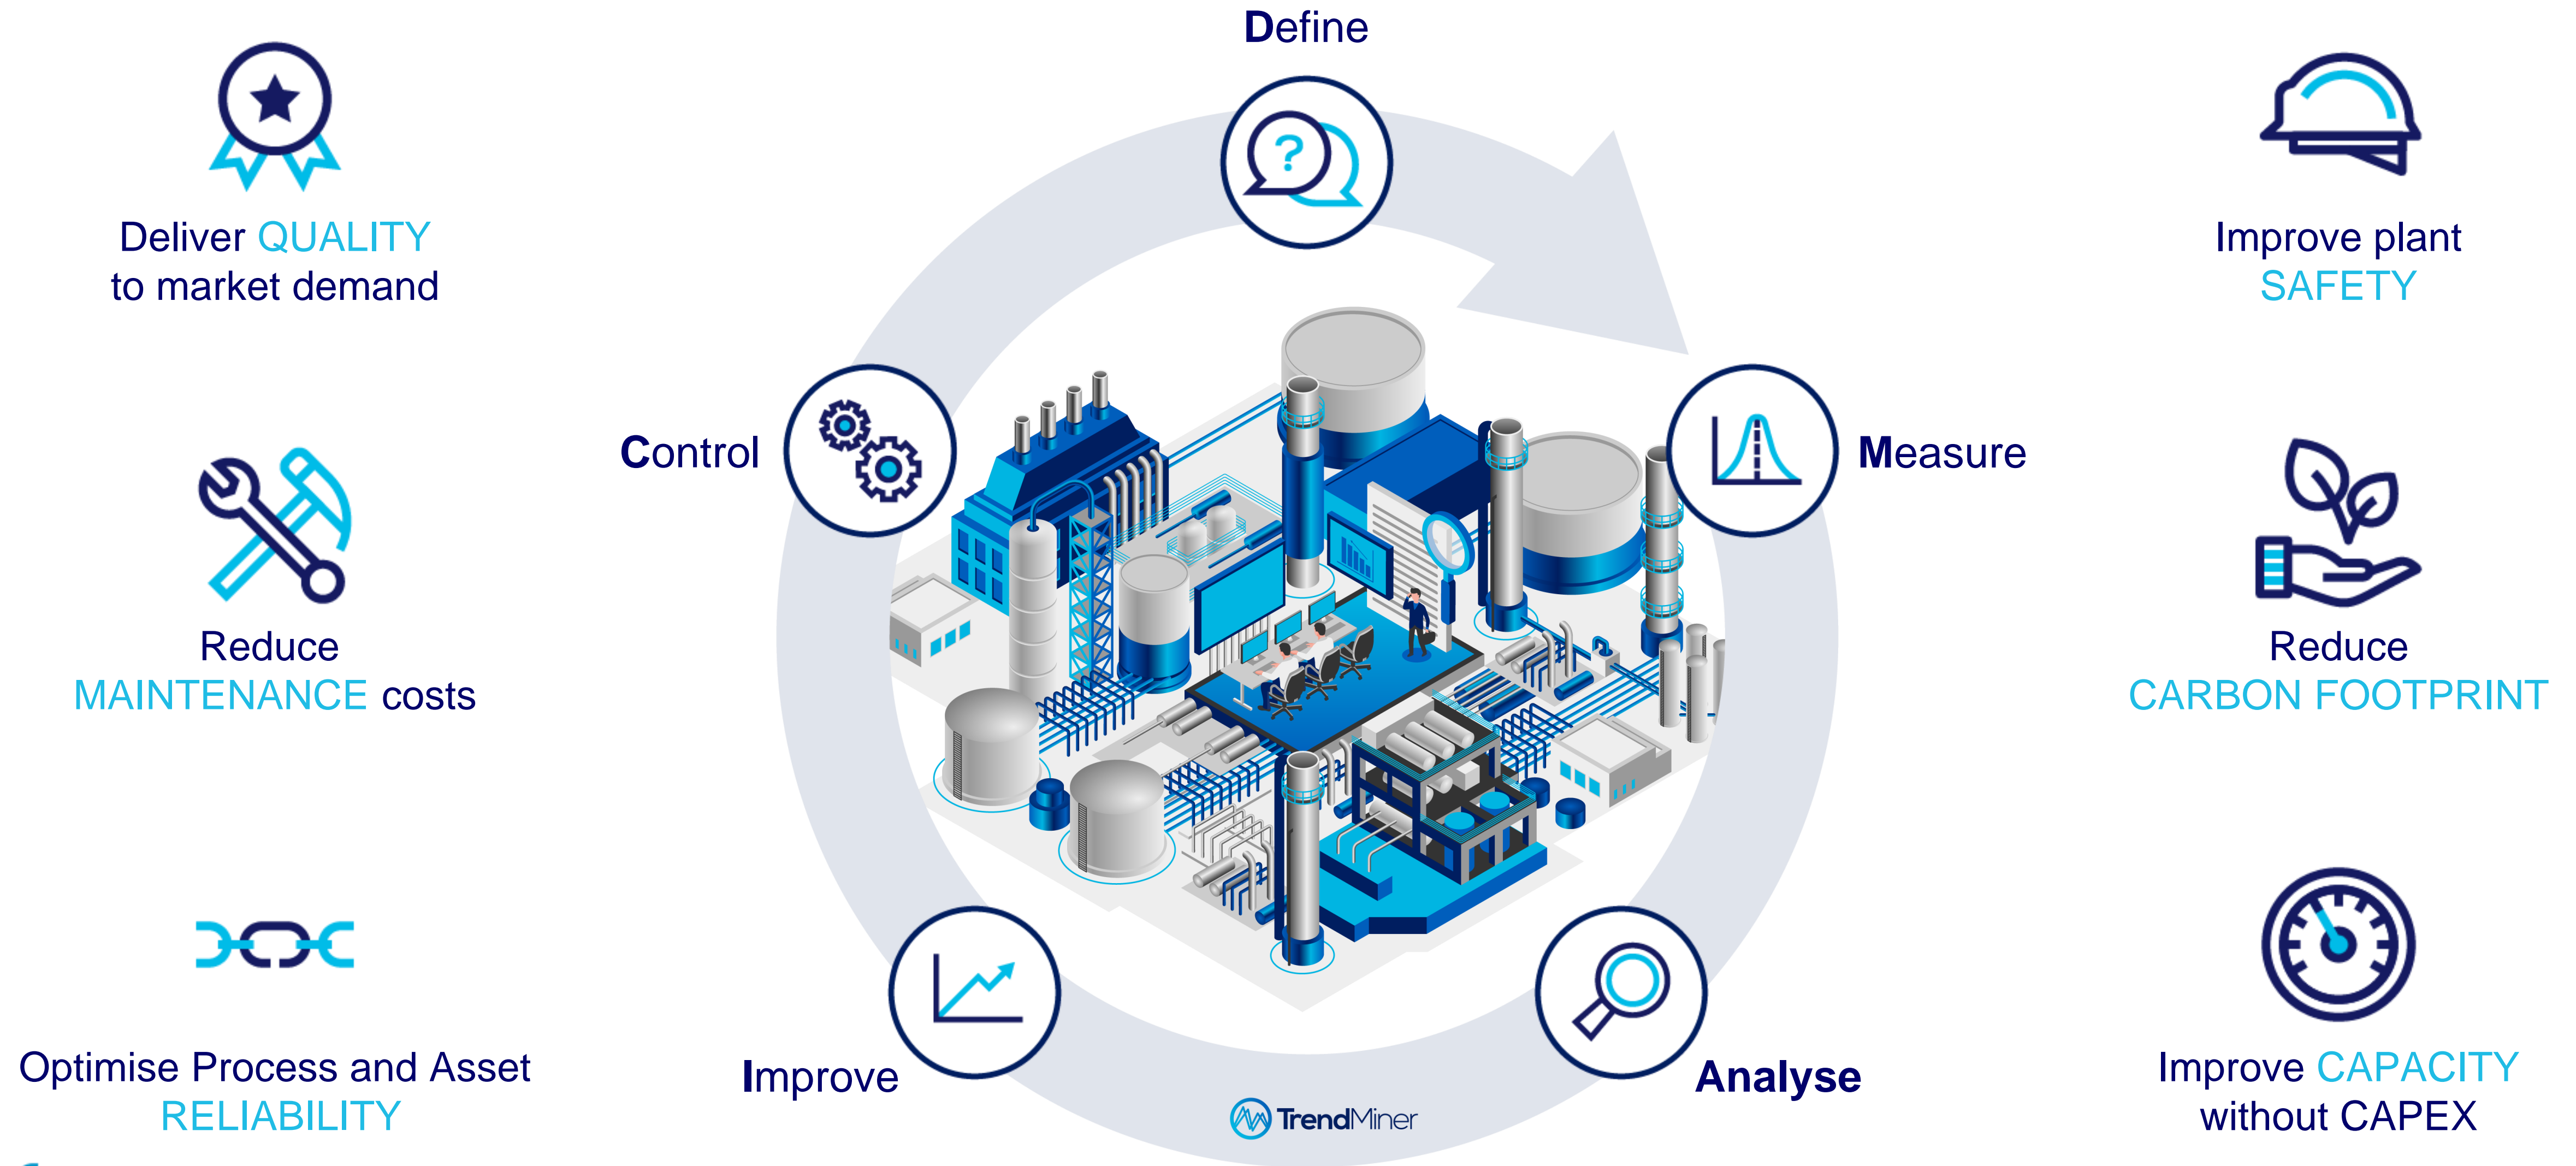 Define
Deliver QUALITY
to market demand
Improve plant
SAFETY
?
Control
Measure
Reduce
MAINTENANCE costs
Reduce
CARBON FOOTPRINT
Optimise Process and Asset
RELIABILITY
Improve
Analyse
Improve CAPACITY
without CAPEX
TrendMiner